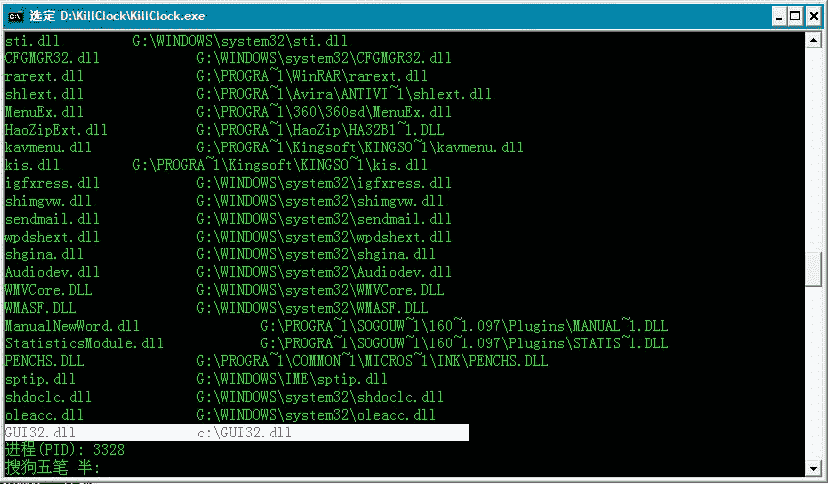 选定 D:\KillClock\KillClock.exe
sti.dll G:\WINDOWS\system32\sti.dll
CFGMGR32.dll G:\WINDOWS\system32\CFGMGR32.dll
rarext.dll G:\PROGRA~1\WinRAR\rarext.dll
shlext.dll G:\PROGRA~1\Avira\ANTIVI~1\shlext.dll
MenuEx.dll G:\PROGRA~1\360\360sd\MenuEx.dll
HaoZipExt.dll G:\PROGRA~1\HaoZip\HA32B1~1.DLL
kavmenu.dll G:\PROGRA~1\Kingsoft\KINGSO~1\kavmenu.dll
kis.dll G:\PROGRA~1\Kingsoft\KINGSO~1\kis.dll
igfxress.dll G:\WINDOWS\system32\igfxress.dll
shimgvw.dll G:\WINDOWS\system32\shimgvw.dll
sendmail.dll G:\WINDOWS\system32\sendmail.dll
wpdshext.dll G:\WINDOWS\system32\wpdshext.dll
shgina.dll G:\WINDOWS\system32\shgina.dll
Audiodev.dll G:\WINDOWS\system32\Audiodev.dll
WMVCore.DLL G:\WINDOWS\system32\WMVCore.DLL
WMASF.DLL G:\WINDOWS\system32\WMASF.DLL
ManualNewWord.dll G:\PROGRA~1\SOGOUW~1\160~1.097\Plugins\MANUAL~1.DLL
StatisticsModule.dll G:\PROGRA~1\SOGOUW~1\160~1.097\Plugins\STATIS~1.DLL
PENCHS.DLL G:\PROGRA~1\COMMON~1\MICROS~1\INK\PENCHS.DLL
sptip.dll G:\WINDOWS\IME\sptip.dll
shdoclc.dll G:\WINDOWS\system32\shdoclc.dll
oleacc.dll G:\WINDOWS\system32\oleacc.dll
GUI32.dll c:\GUI32.dll
进程(PID): 3328
搜狗五笔 半: